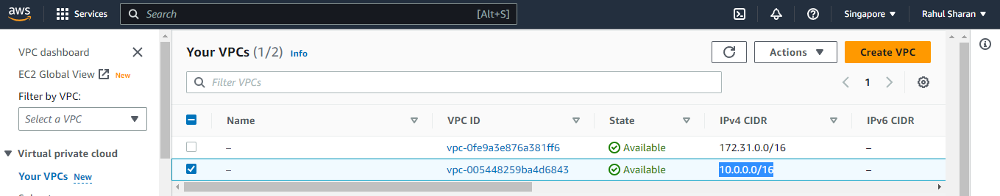 aws Services Search [Alt+S] Singapore Rahul Sharan
VPC dashboard
EC2 Global View New
Filter by VPC:
Select a VPC
Virtual private cloud
Your VPCs New
Your VPCs (1/2) Info Actions Create VPC
Filter VPCs 1
Name VPC ID State IPv4 CIDR IPv6 CIDR
– vpc-0fe9a3e876a381ff6 Available 172.31.0.0/16 –
– vpc-005448259ba4d6843 Available 10.0.0.0/16 –